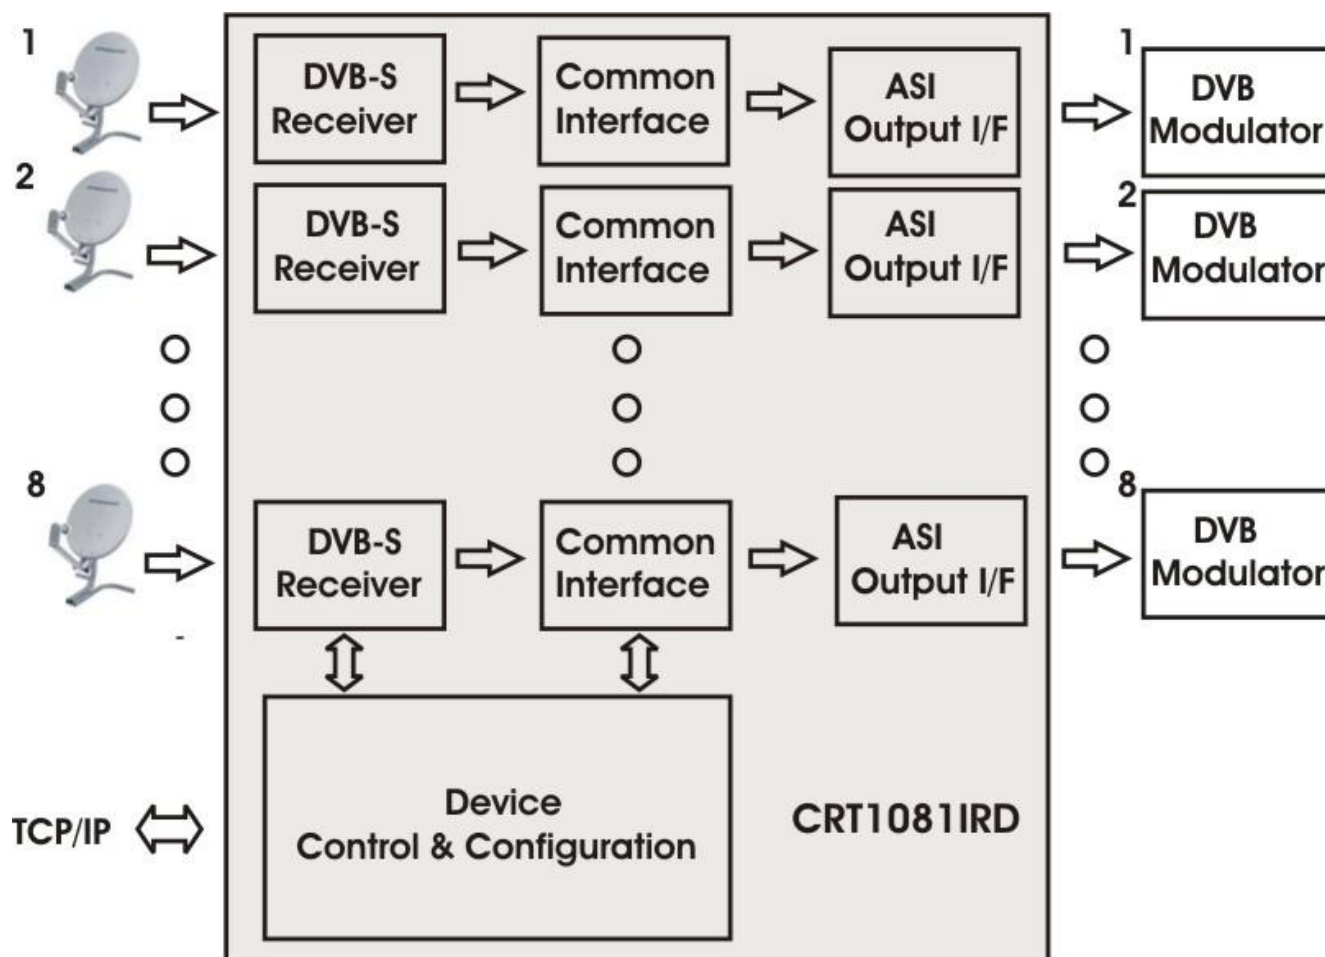 1
DVB-S
Receiver
Common
Interface
ASI
Output I/F
1
DVB
Modulator
2
DVB-S
Receiver
Common
Interface
ASI
Output I/F
2
DVB
Modulator
8
DVB-S
Receiver
Common
Interface
ASI
Output I/F
8
DVB
Modulator
TCP/IP
Device
Control & Configuration
CRT1081IRD